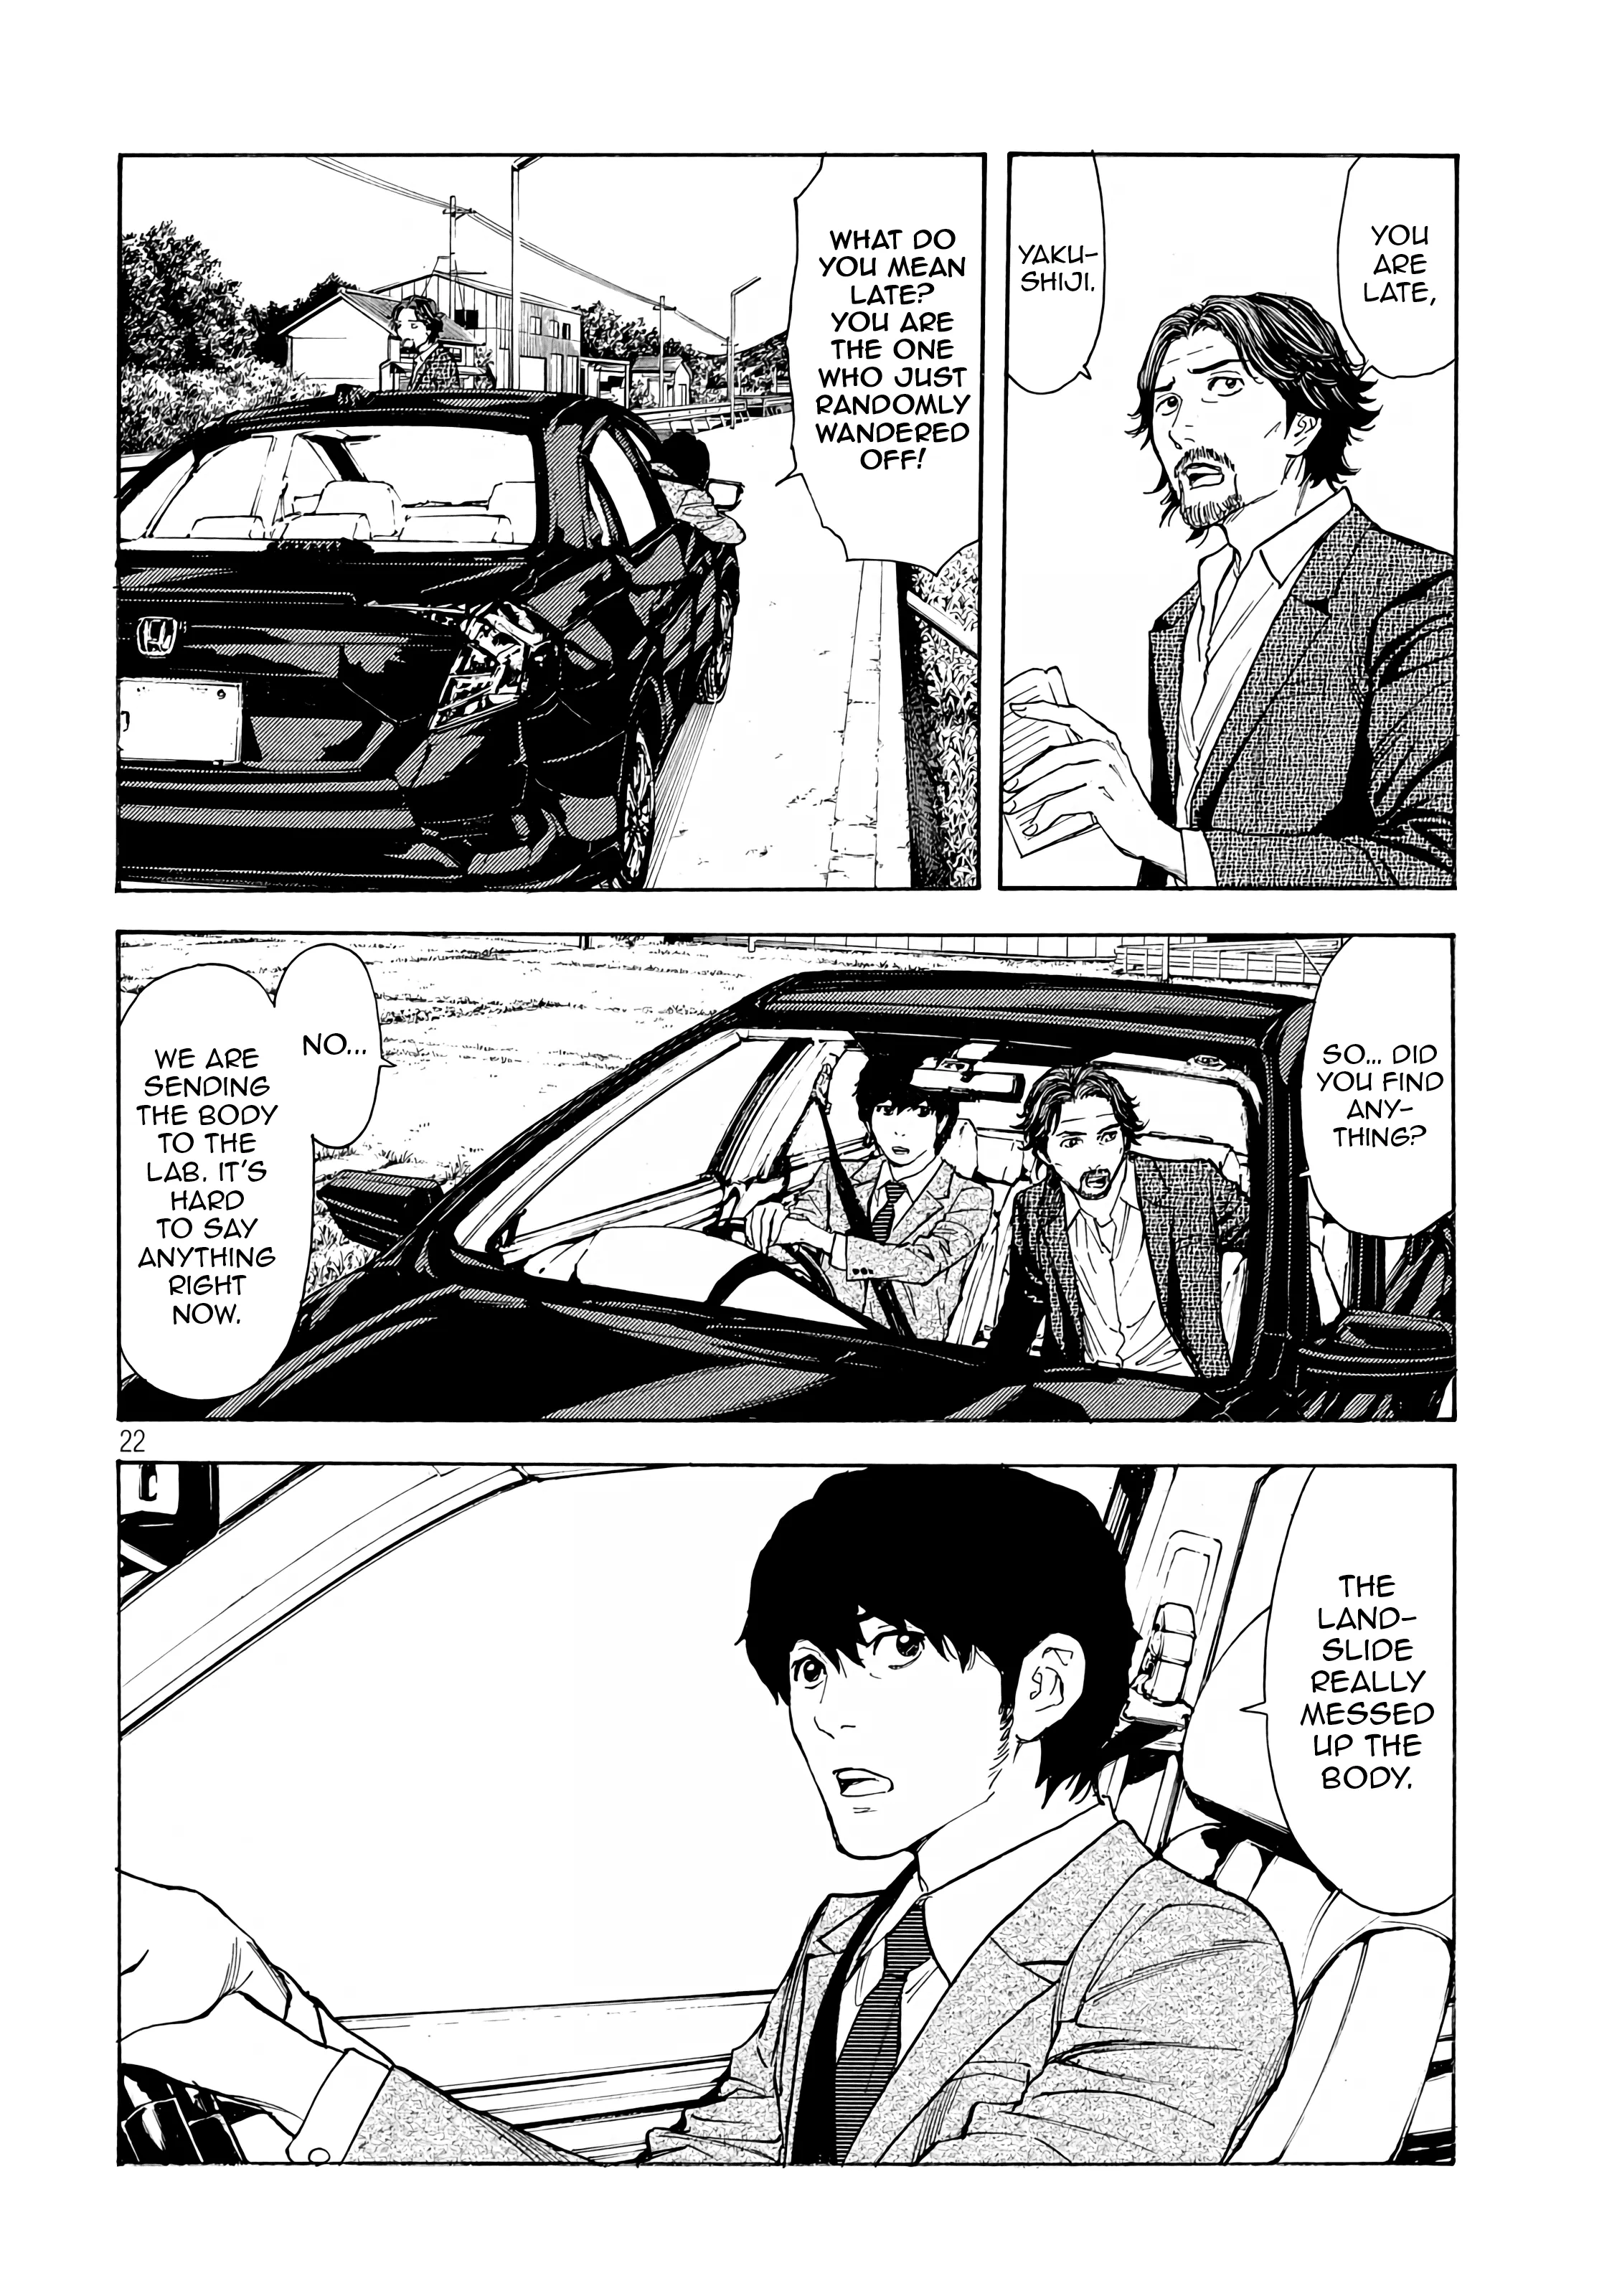 YOU
ARE
LATE,
YAKU-
SHIJI.
WHAT DO
YOU MEAN
LATE?
YOU ARE
THE ONE
WHO JUST
RANDOMLY
WANDERED
OFF!
SO... DID
YOU FIND
ANY-
THING?
NO...
WE ARE
SENDING
THE BODY
TO THE
LAB. IT'S
HARD
TO SAY
ANYTHING
RIGHT
NOW.
22
THE
LAND-
SLIDE
REALLY
MESSED
UP THE
BODY.